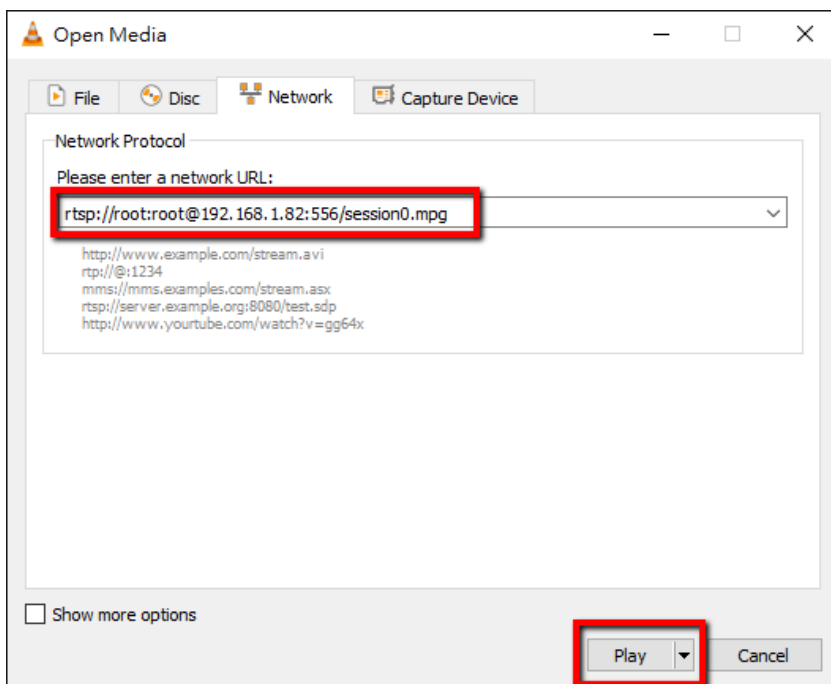 Open Media
File Disc Network Capture Device
Network Protocol
Please enter a network URL:
rtsp://root:root@192.168.1.82:556/session0.mpg
http://www.example.com/stream.avi
rtp://@:1234
mms://mms.examples.com/stream.asx
rtsp://server.example.org:8080/test.sdp
http://www.yourtube.com/watch?v=gg64x
Show more options
Play Cancel